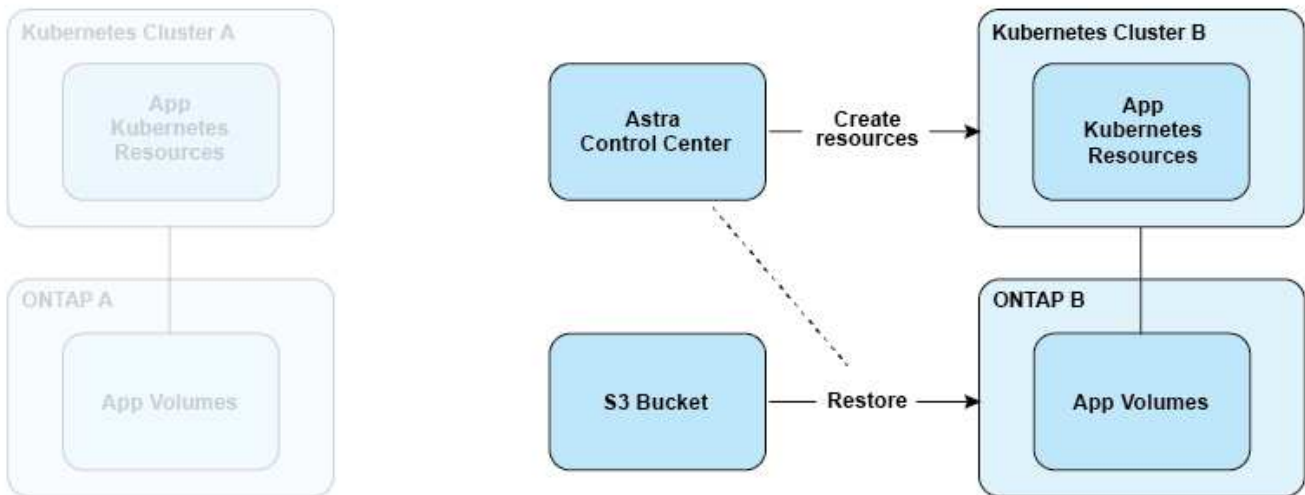 Kubernetes Cluster A
App
Kubernetes
Resources
ONTAP A
App Volumes
Astra
Control Center
Create
resources
S3 Bucket
Restore
Kubernetes Cluster B
App
Kubernetes
Resources
ONTAP B
App Volumes